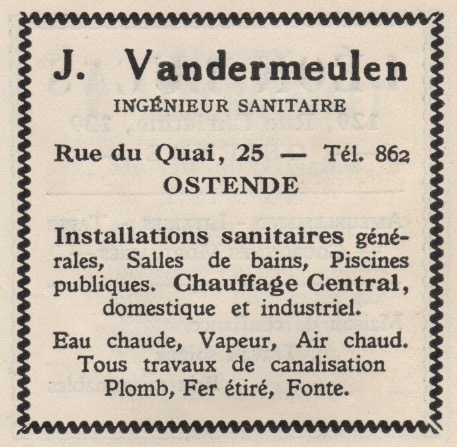 J. Vandermeulen
INGÉNIEUR SANITAIRE
Rue du Quai, 25 — Tél. 862
OSTENDE
Installations sanitaires géné-
rales, Salles de bains, Piscines
publiques. Chauffage Central,
domestique et industriel.
Eau chaude, Vapeur, Air chaud.
Tous travaux de canalisation
Plomb, Fer étiré, Fonte.